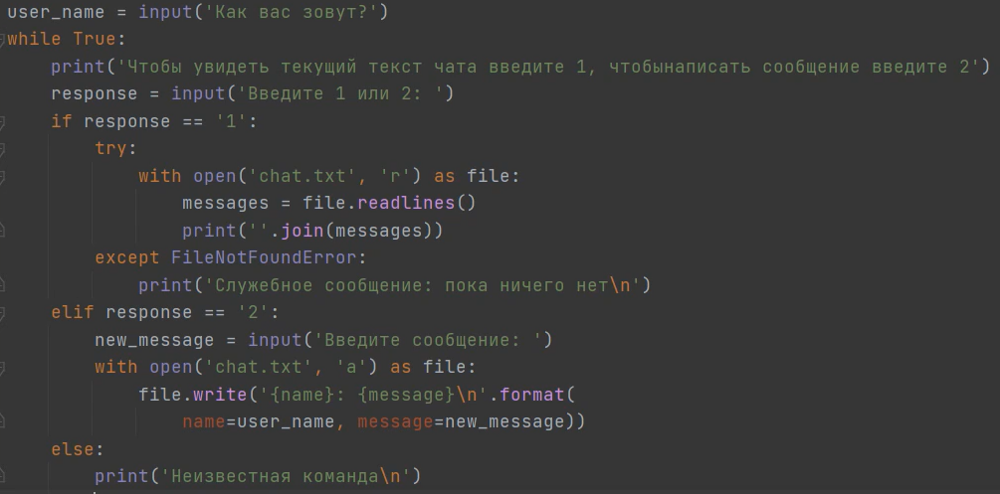 user_name = input('Как вас зовут?')
while True:
    print('Чтобы увидеть текущий текст чата введите 1, чтобынаписать сообщение введите 2')
    response = input('Введите 1 или 2: ')
    if response == '1':
        try:
            with open('chat.txt', 'r') as file:
                messages = file.readlines()
                print(''.join(messages))
        except FileNotFoundError:
            print('Служебное сообщение: пока ничего нет\n')
    elif response == '2':
        new_message = input('Введите сообщение: ')
        with open('chat.txt', 'a') as file:
            file.write('{name}: {message}\n'.format(
                name=user_name, message=new_message))
    else:
        print('Неизвестная команда\n')